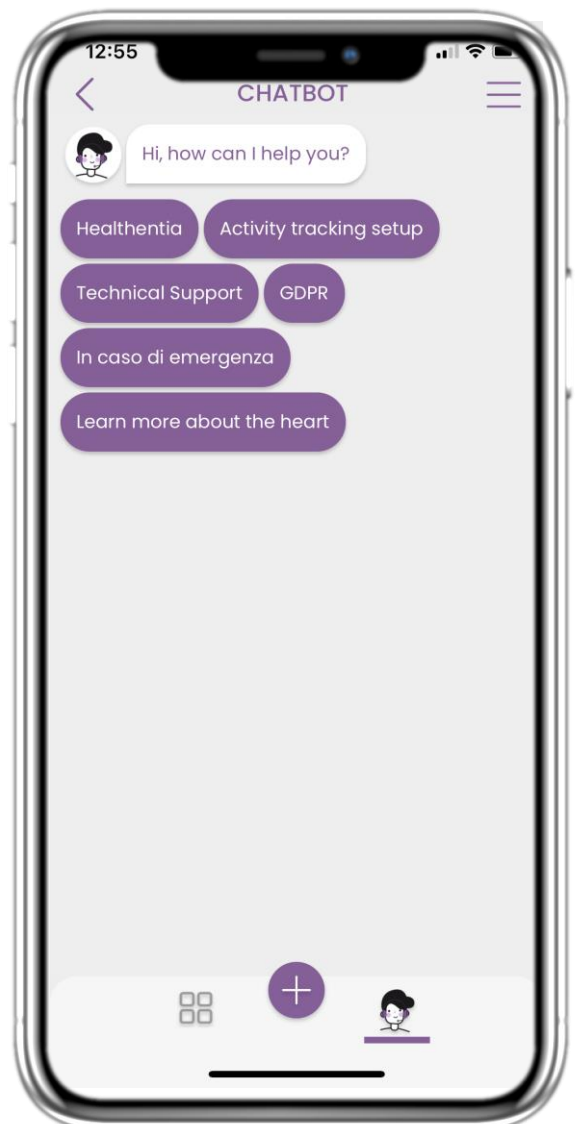 12:55
CHATBOT
Hi, how can I help you?
Healthentia Activity tracking setup
Technical Support GDPR
In caso di emergenza
Learn more about the heart